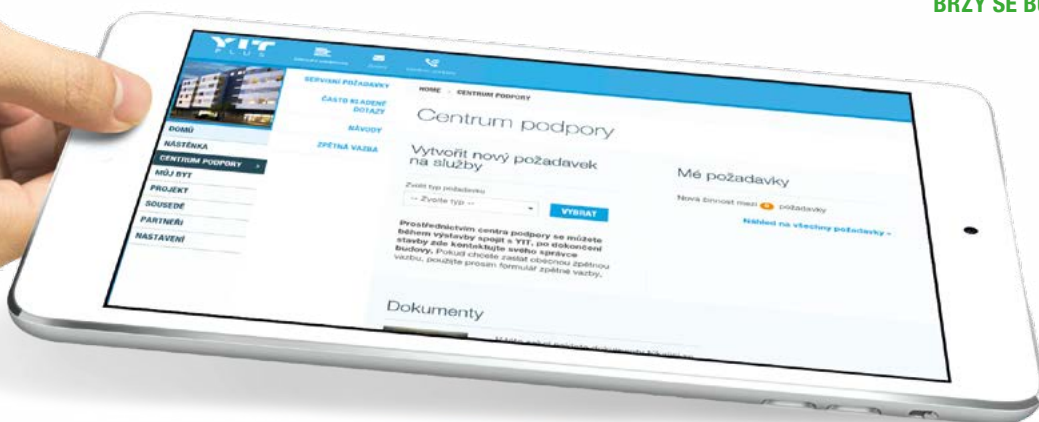 BRZY SE BU
YIT
PLUS
SERVISNÍ POŽADAVKY
ČASTO KLADENÉ
DOTAZY
NÁVODY
ZPĚTNÁ VAZBA
DOMŮ
NÁSTĚNKA
CENTRUM PODPORY
MŮJ BYT
PROJEKT
SOUSEDÉ
PARTNEŘI
NASTAVENÍ
HOME - CENTRUM PODPORY
Centrum podpory
Vytvořit nový požadavek
na služby
Zvolit typ požadavku
-- Zvolte typ --
VYBRAT
Prostřednictvím centra podpory se můžete
během výstavby spojit s YIT, po dokončení
stavby zde kontaktujte svého správce
budovy. Pokud chcete zaslat obecnou zpětnou
vazbu, použijte prosím formulář zpětné vazby.
Mé požadavky
Nová činnost mezi požadavky
Náhled na všechny požadavky
Dokumenty